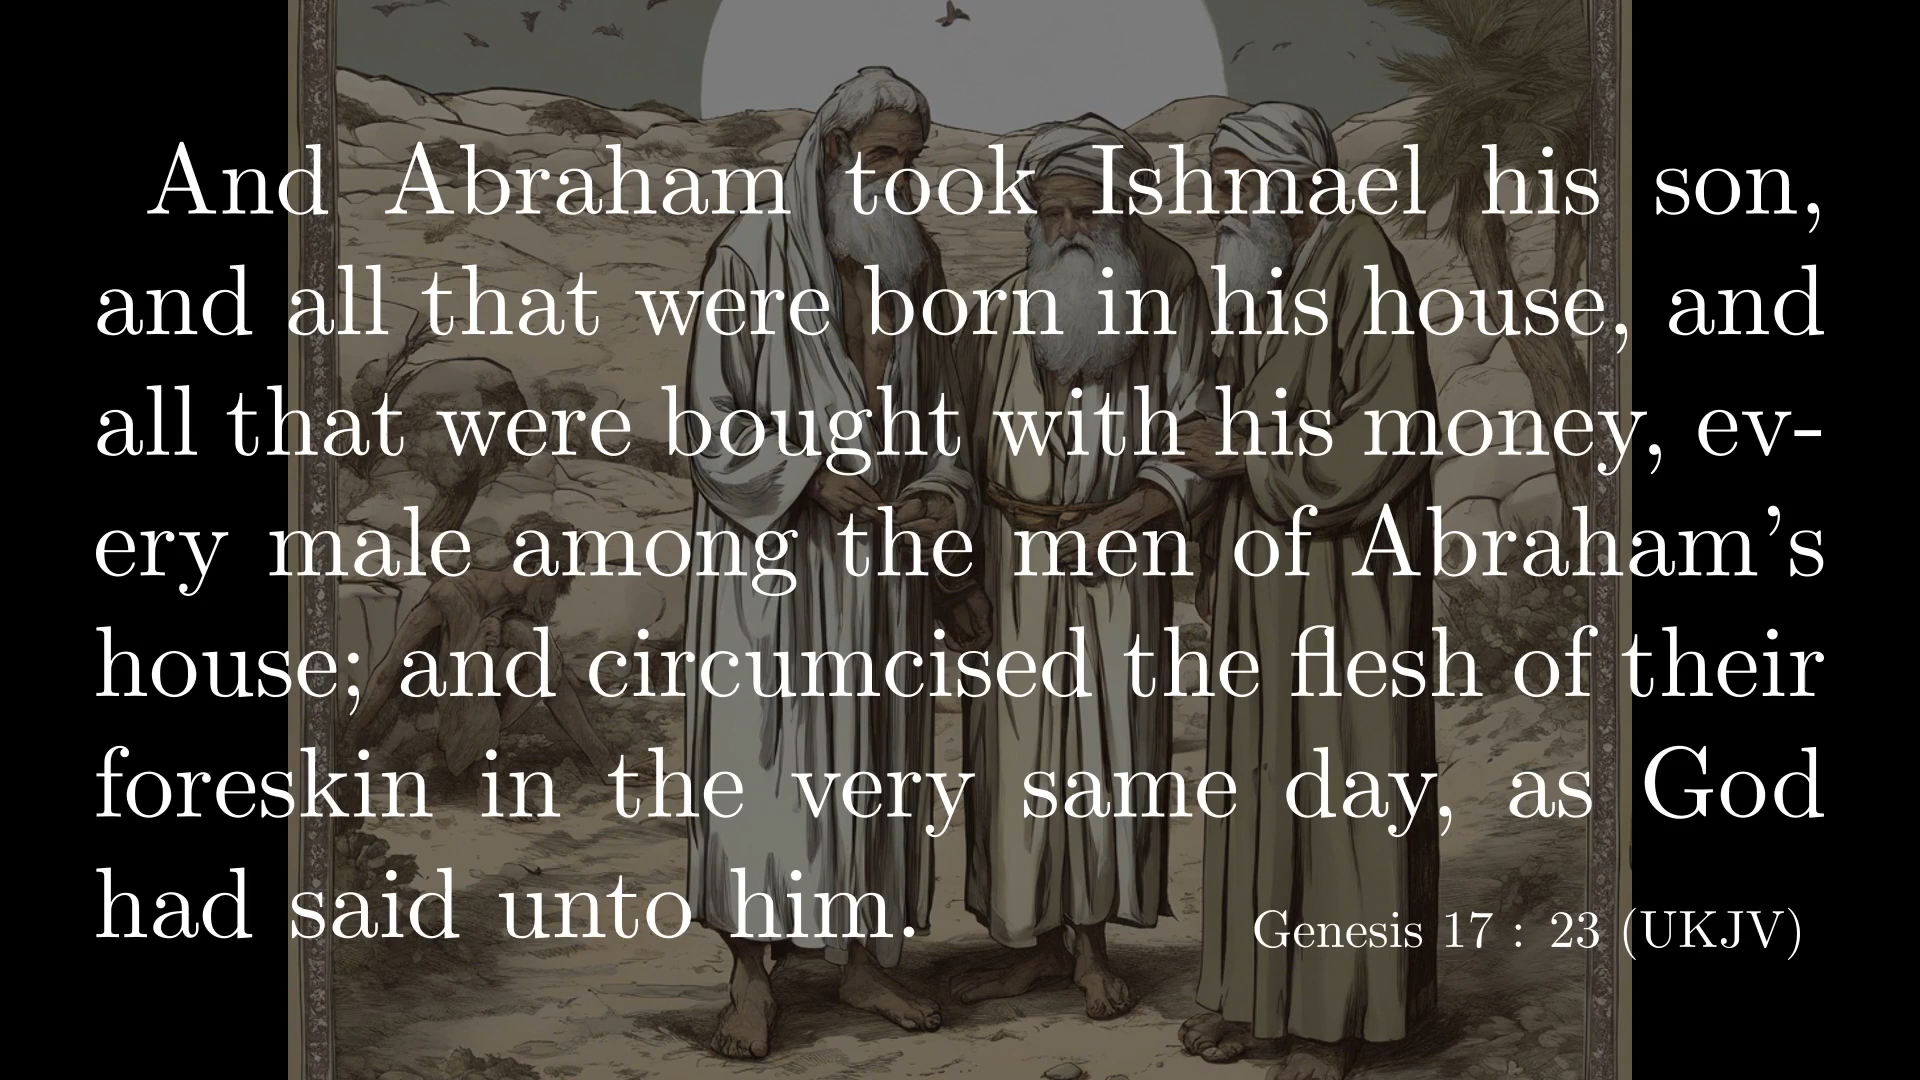 And Abraham took Ishmael his son,
and all that were born in his house, and
all that were bought with his money, ev-
ery male among the men of Abraham's
house; and circumcised the flesh of their
foreskin in the very same day, as God
had said unto him.
Genesis 17 : 23 (UKJV)